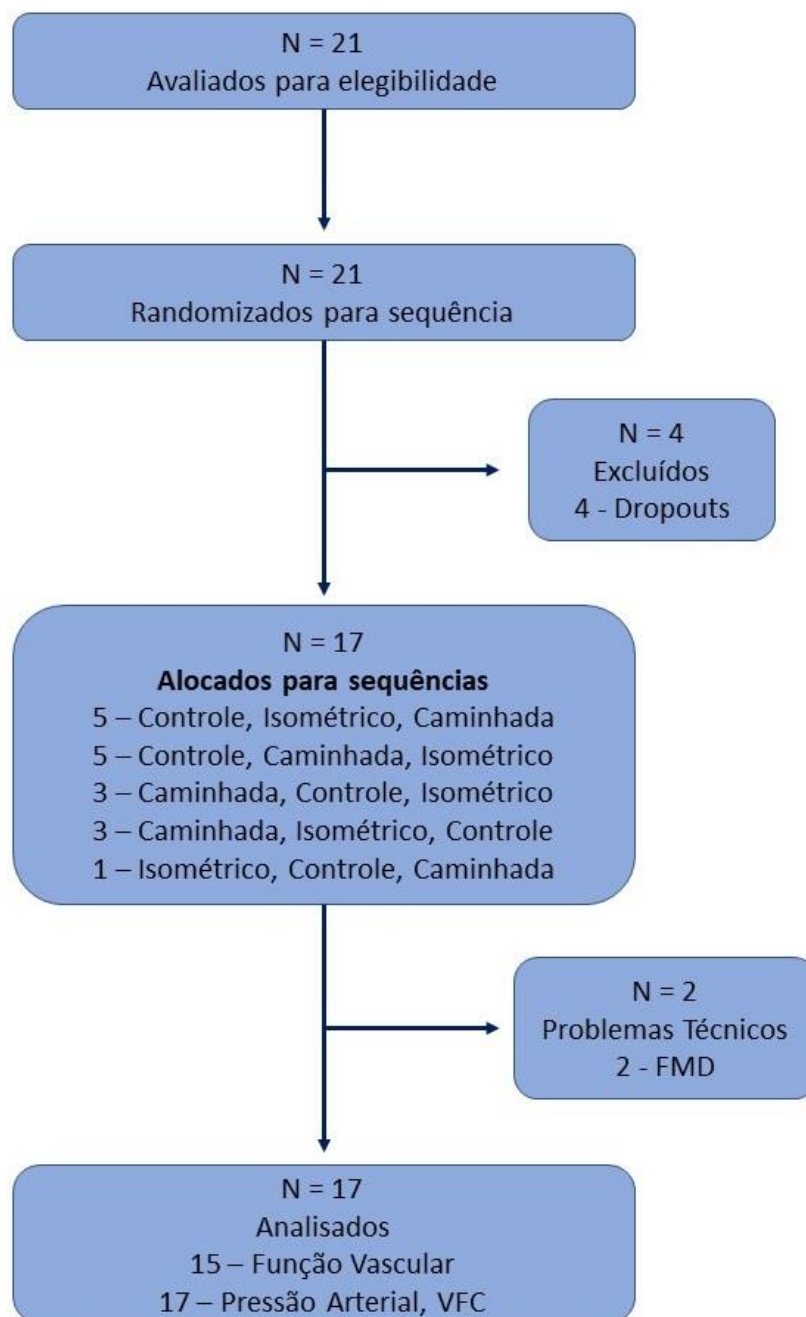 N = 21
Avaliados para elegibilidade
N = 21
Randomizados para sequência
N = 4
Excluídos
4 - Dropouts
N = 17
Alocados para sequências
5 – Controle, Isométrico, Caminhada
5 – Controle, Caminhada, Isométrico
3 – Caminhada, Controle, Isométrico
3 – Caminhada, Isométrico, Controle
1 – Isométrico, Controle, Caminhada
N = 2
Problemas Técnicos
2 - FMD
N = 17
Analisados
15 – Função Vascular
17 – Pressão Arterial, VFC